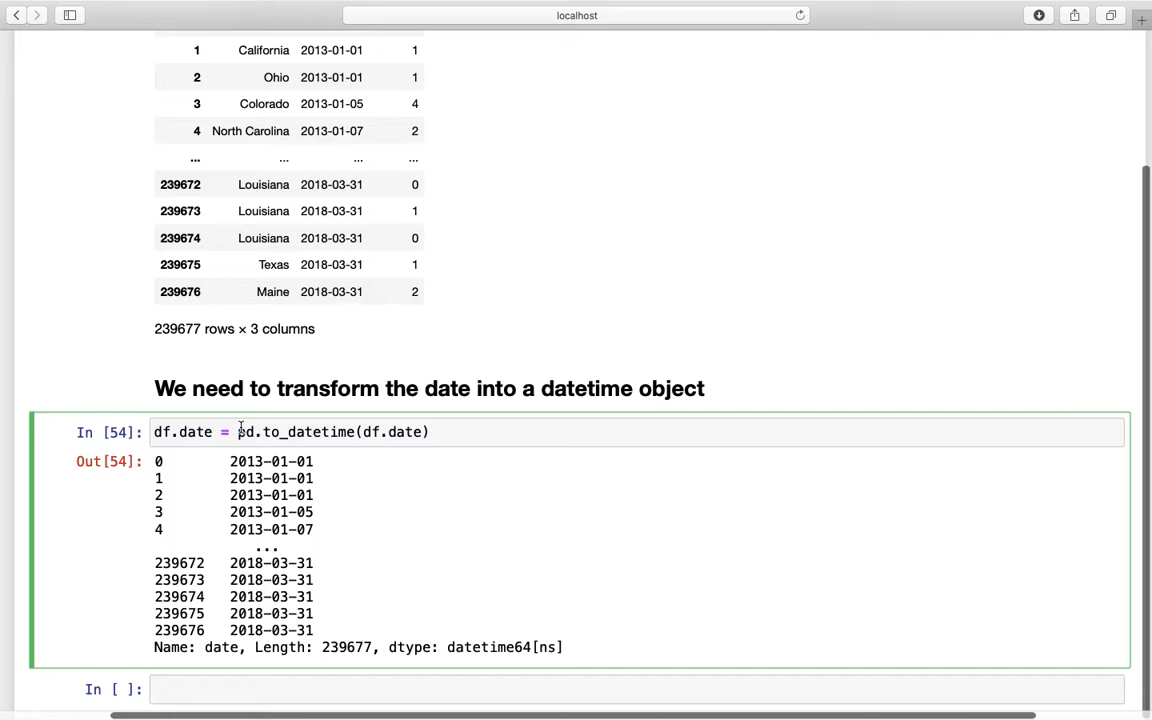 localhost
1 California 2013-01-01 1
2 Ohio 2013-01-01 1
3 Colorado 2013-01-05 4
4 North Carolina 2013-01-07 2
... ... ... ...
239672 Louisiana 2018-03-31 0
239673 Louisiana 2018-03-31 1
239674 Louisiana 2018-03-31 0
239675 Texas 2018-03-31 1
239676 Maine 2018-03-31 2
239677 rows × 3 columns
We need to transform the date into a datetime object
In [54]: df.date = pd.to_datetime(df.date)
Out[54]: 0 2013-01-01
1 2013-01-01
2 2013-01-01
3 2013-01-05
4 2013-01-07
...
239672 2018-03-31
239673 2018-03-31
239674 2018-03-31
239675 2018-03-31
239676 2018-03-31
Name: date, Length: 239677, dtype: datetime64[ns]
In [ ]: